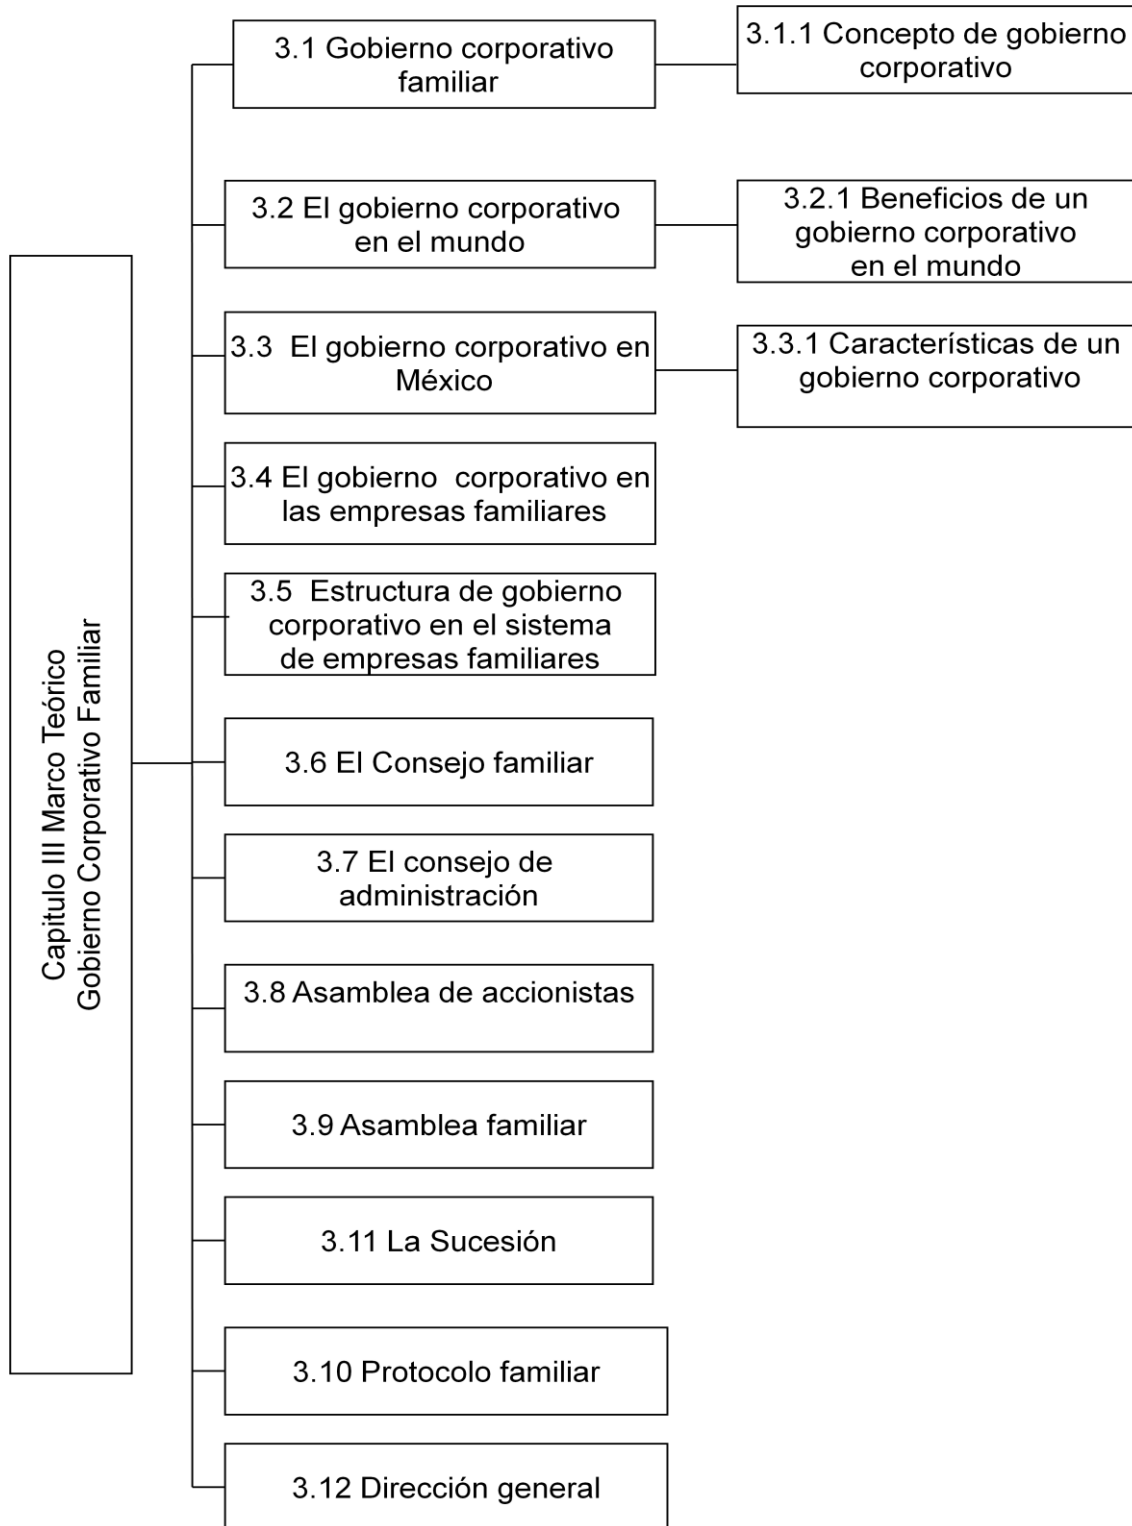 Capitulo III Marco Teórico
Gobierno Corporativo Familiar
3.1 Gobierno corporativo
familiar
3.1.1 Concepto de gobierno
corporativo
3.2 El gobierno corporativo
en el mundo
3.2.1 Beneficios de un
gobierno corporativo
en el mundo
3.3 El gobierno corporativo en
México
3.3.1 Características de un
gobierno corporativo
3.4 El gobierno corporativo en
las empresas familiares
3.5 Estructura de gobierno
corporativo en el sistema
de empresas familiares
3.6 El Consejo familiar
3.7 El consejo de
administración
3.8 Asamblea de accionistas
3.9 Asamblea familiar
3.11 La Sucesión
3.10 Protocolo familiar
3.12 Dirección general